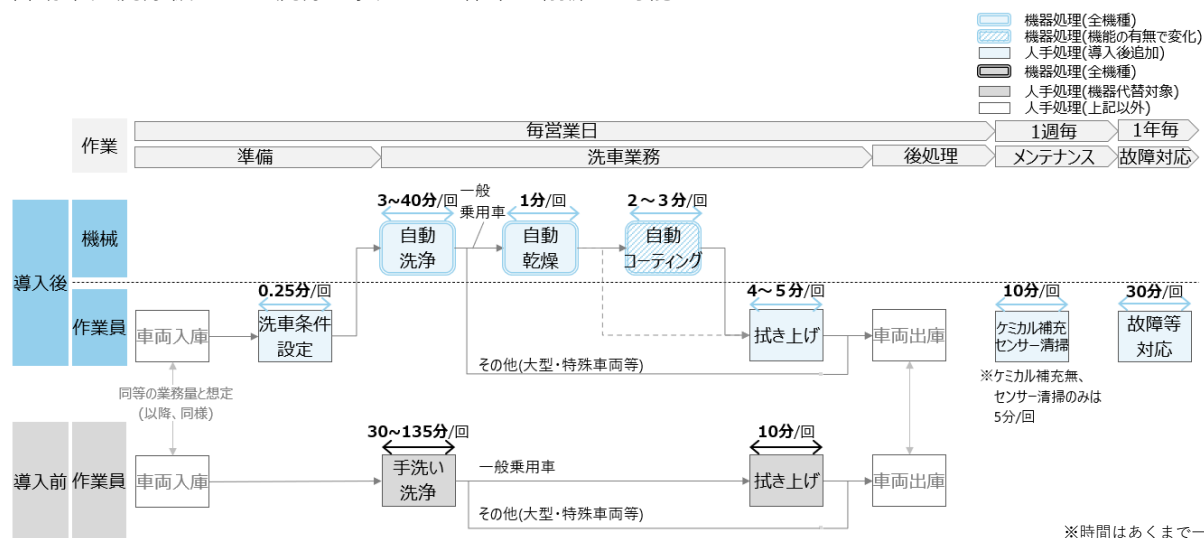 機器処理(全機種)
機器処理(機能の有無で変化)
人手処理(導入後追加)
機器処理(全機種)
人手処理(機器代替対象)
人手処理(上記以外)
作業
毎営業日
1週毎
1年毎
準備
洗車業務
後処理
メンテナンス
故障対応
導入後
機械
作業員
3~40分/回
一般
乗用車
1分/回
2～3分/回
自動
洗浄
自動
乾燥
自動
コーティング
0.25分/回
4～5分/回
10分/回
30分/回
車両入庫
洗車条件
設定
拭き上げ
車両出庫
ケミカル補充
センサー清掃
故障等
対応
その他(大型・特殊車両等)
※ケミカル補充無、
センサー清掃のみは
5分/回
同等の業務量と想定
(以降、同様)
導入前
作業員
30~135分/回
10分/回
車両入庫
手洗い
洗浄
一般乗用車
拭き上げ
車両出庫
その他(大型・特殊車両等)
※時間はあくまで一